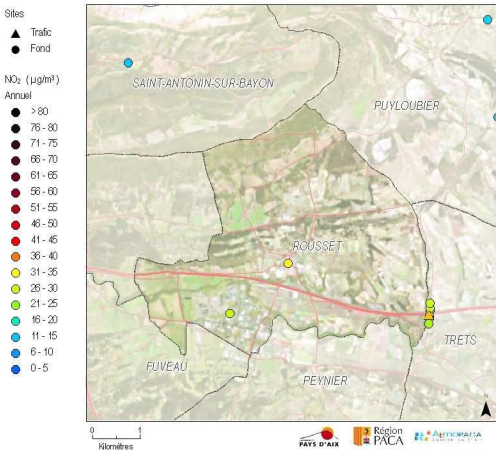 Sites
Trafic
Fond
NO₂ (µg/m³)
Annuel
> 80
76 - 80
71 - 75
66 - 70
61 - 65
56 - 60
51 - 55
46 - 50
41 - 45
36 - 40
31 - 35
26 - 30
21 - 25
16 - 20
11 - 15
6 - 10
0 - 5
SAINT-ANTONIN-SUR-BAYON
PUYLOUBIER
ROUSSET
TRETS
FUVEAU
PEYNIER
N
0 1
Kilomètres
PAYS D'AIX
Région
PACA
AtmoPACA